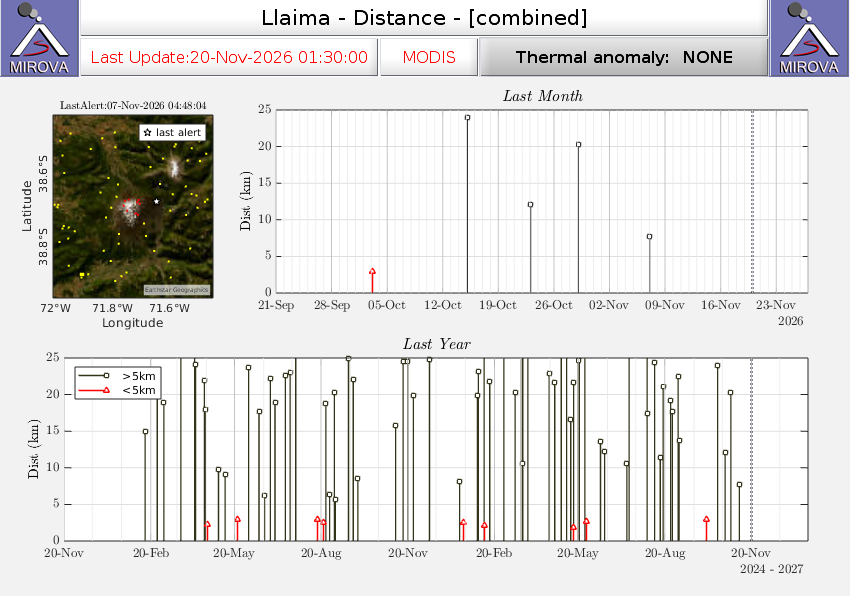 Llaima - Distance - [combined]
MIROVA
Last Update:20-Nov-2026 01:30:00
MODIS
Thermal anomaly: NONE
MIROVA
LastAlert:07-Nov-2026 04:48:04
last alert
Latitude
38.6°S
38.8°S
Earthstar Geographics
72°W
71.8°W
71.6°W
Longitude
Last Month
Dist (km)
25
20
15
10
5
0
21-Sep
28-Sep
05-Oct
12-Oct
19-Oct
26-Oct
02-Nov
09-Nov
16-Nov
23-Nov
2026
Last Year
Dist (km)
25
20
15
10
5
0
>5km
<5km
20-Nov
20-Feb
20-May
20-Aug
20-Nov
20-Feb
20-May
20-Aug
20-Nov
2024 - 2027